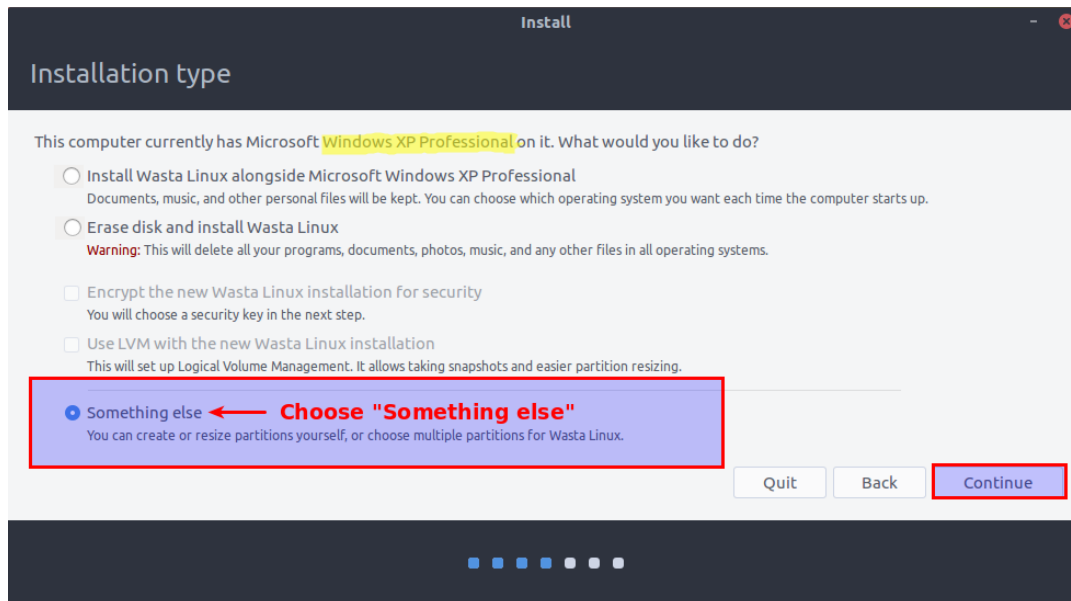 Install
Installation type
This computer currently has Microsoft Windows XP Professional on it. What would you like to do?
Install Wasta Linux alongside Microsoft Windows XP Professional
Documents, music, and other personal files will be kept. You can choose which operating system you want each time the computer starts up.
Erase disk and install Wasta Linux
Warning: This will delete all your programs, documents, photos, music, and any other files in all operating systems.
Encrypt the new Wasta Linux installation for security
You will choose a security key in the next step.
Use LVM with the new Wasta Linux installation
This will set up Logical Volume Management. It allows taking snapshots and easier partition resizing.
Something else Choose "Something else"
You can create or resize partitions yourself, or choose multiple partitions for Wasta Linux.
Quit Back Continue